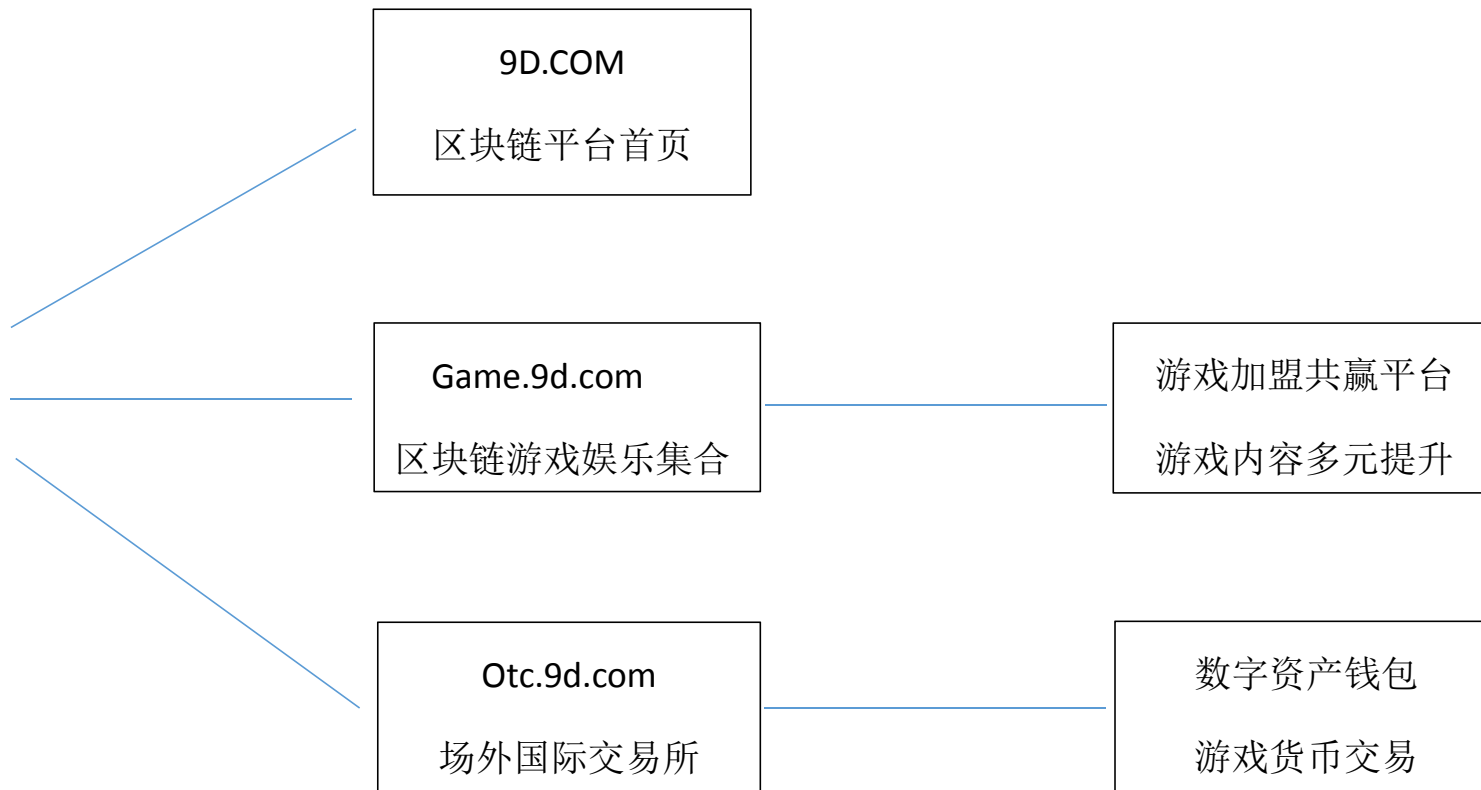 9D.COM
区块链平台首页
Game.9d.com
区块链游戏娱乐集合
游戏加盟共赢平台
游戏内容多元提升
Otc.9d.com
场外国际交易所
数字资产钱包
游戏货币交易